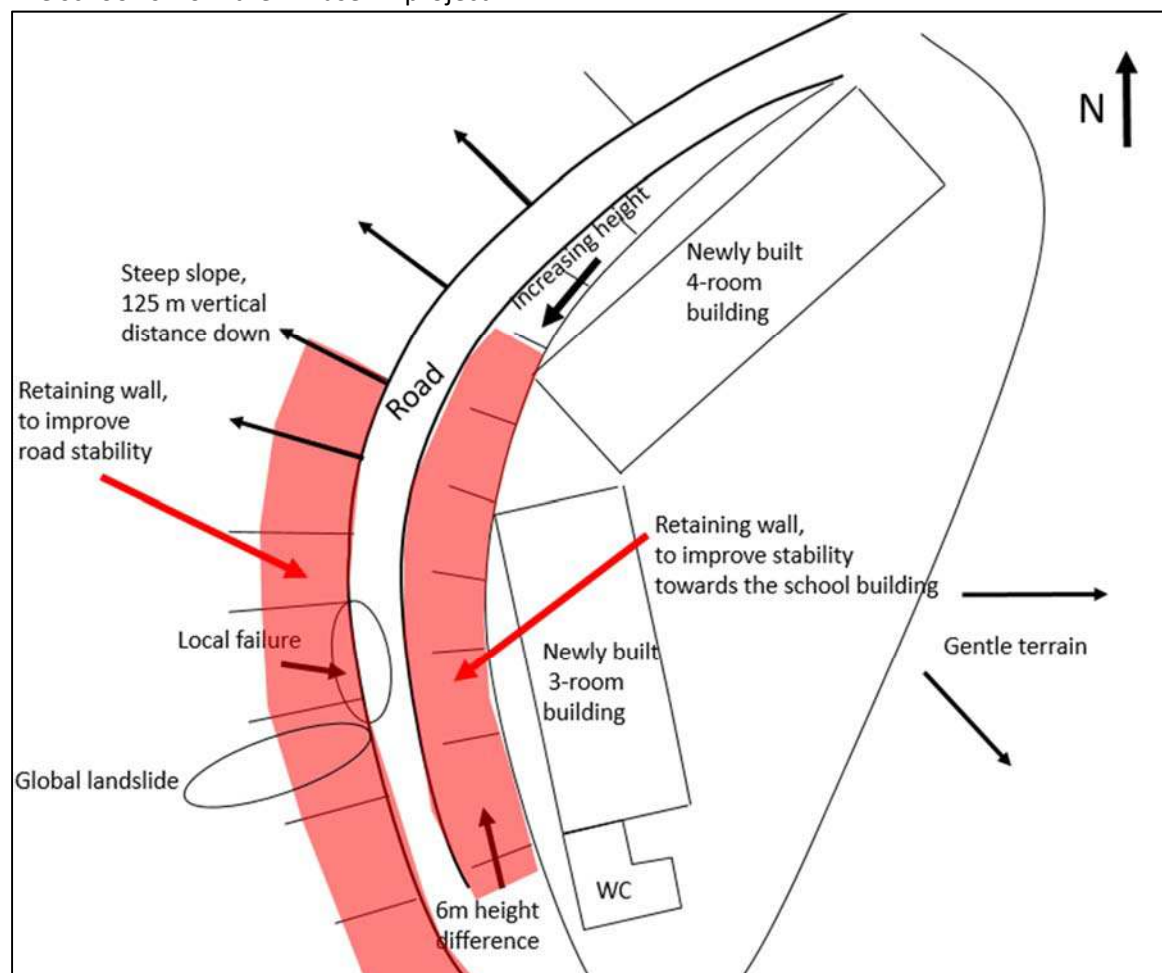 N
Increasing height
Newly built
4-room
building
Steep slope,
125 m vertical
distance down
Road
Retaining wall,
to improve
road stability
Retaining wall,
to improve stability
towards the school building
Local failure
Gentle terrain
Newly built
3-room
building
Global landslide
WC
6m height
difference